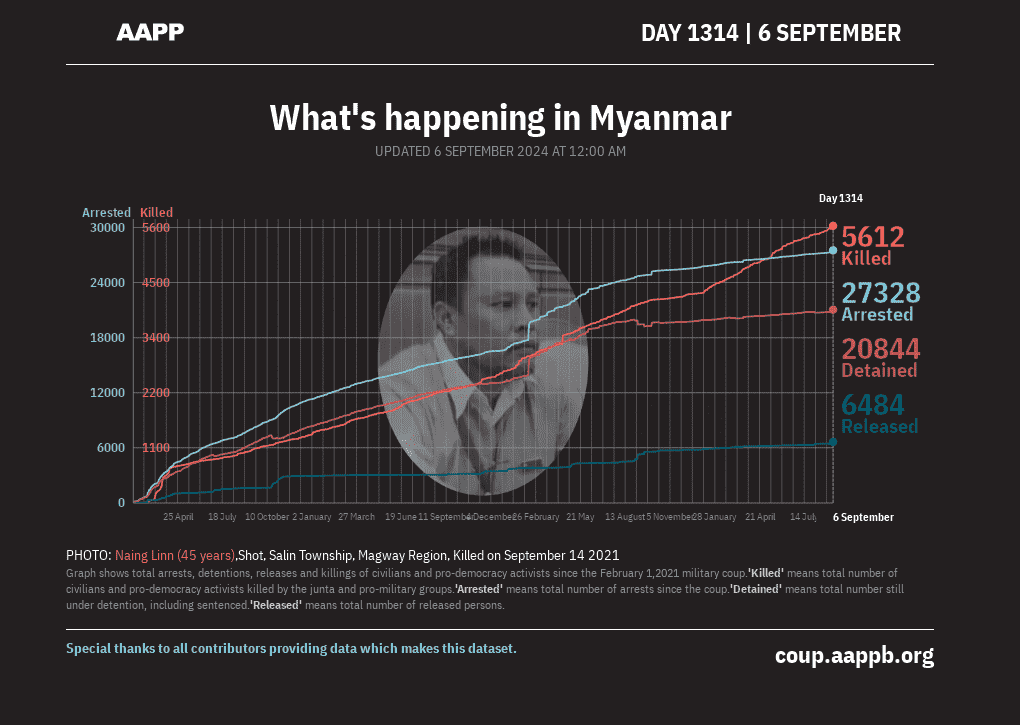 AAPP
DAY 1314 | 6 SEPTEMBER
What's happening in Myanmar
UPDATED 6 SEPTEMBER 2024 AT 12:00 AM
Day 1314
Arrested Killed
30000 5600
24000 4500
18000 3400
12000 2200
6000 1100
0
5612
Killed
27328
Arrested
20844
Detained
6484
Released
25 April 18 July 10 October 2 January 27 March 19 June 11 September 4 December 26 February 21 May 13 August 5 November 28 January 21 April 14 July 6 September
PHOTO: Naing Linn (45 years),Shot, Salin Township, Magway Region, Killed on September 14 2021
Graph shows total arrests, detentions, releases and killings of civilians and pro-democracy activists since the February 1,2021 military coup.'Killed' means total number of
civilians and pro-democracy activists killed by the junta and pro-military groups.'Arrested' means total number of arrests since the coup.'Detained' means total number still
under detention, including sentenced.'Released' means total number of released persons.
Special thanks to all contributors providing data which makes this dataset.
coup.aappb.org